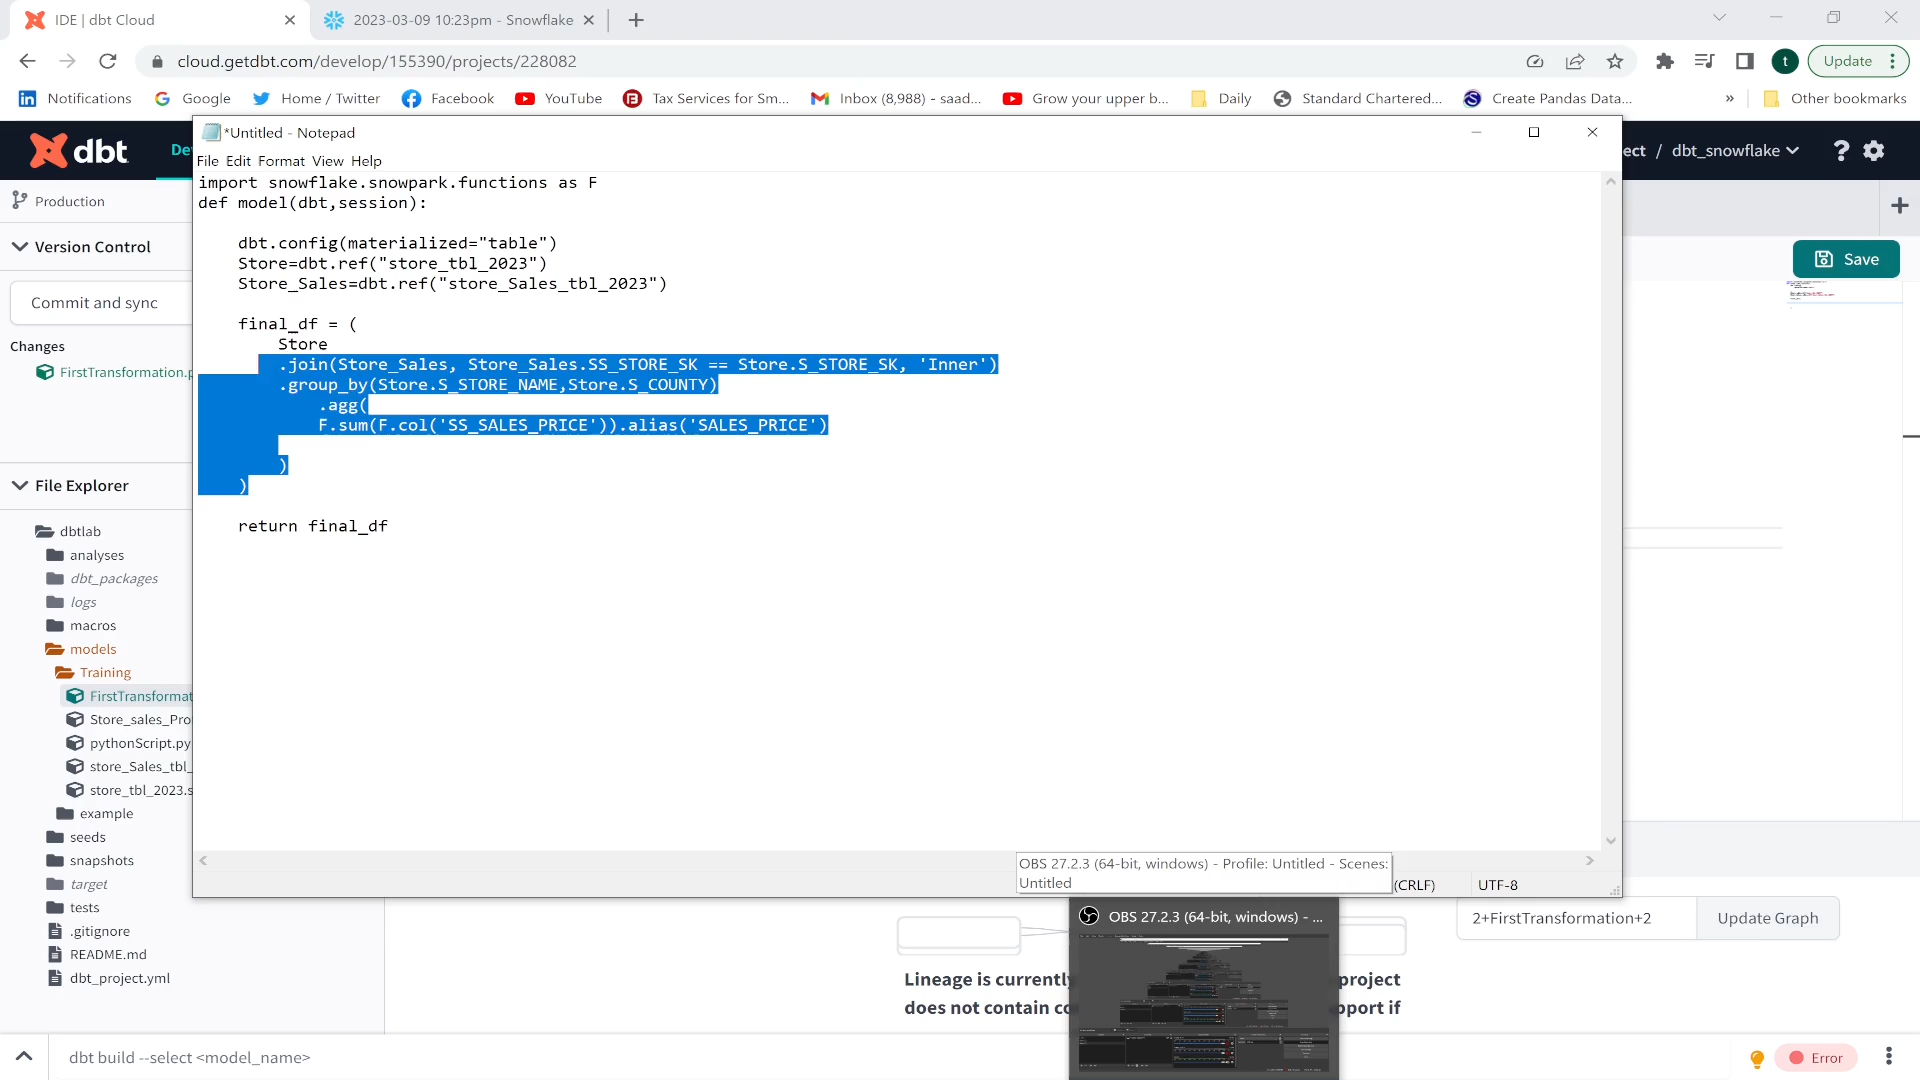 IDE | dbt Cloud
2023-03-09 10:23pm - Snowflake
cloud.getdbt.com/develop/155390/projects/228082
t
Update
Notifications
Google
Home / Twitter
Facebook
YouTube
Tax Services for Sm...
Inbox (8,988) - saad...
Grow your upper b...
Daily
Standard Chartered...
Create Pandas Data...
»
Other bookmarks
dbt
De
ect / dbt_snowflake
*Untitled - Notepad
File Edit Format View Help
import snowflake.snowpark.functions as F
def model(dbt,session):
dbt.config(materialized="table")
Store=dbt.ref("store_tbl_2023")
Store_Sales=dbt.ref("store_Sales_tbl_2023")
final_df = (
Store
.join(Store_Sales, Store_Sales.SS_STORE_SK == Store.S_STORE_SK, 'Inner')
.group_by(Store.S_STORE_NAME,Store.S_COUNTY)
.agg(
F.sum(F.col('SS_SALES_PRICE')).alias('SALES_PRICE')
)
)
return final_df
(CRLF)
UTF-8
Production
Version Control
Commit and sync
Changes
FirstTransformation.p
File Explorer
dbtlab
analyses
dbt_packages
logs
macros
models
Training
FirstTransformat
Store_sales_Pro
pythonScript.py
store_Sales_tbl_
store_tbl_2023.s
example
seeds
snapshots
target
tests
.gitignore
README.md
dbt_project.yml
Save
OBS 27.2.3 (64-bit, windows) - Profile: Untitled - Scenes:
Untitled
OBS 27.2.3 (64-bit, windows) - ...
2+FirstTransformation+2
Update Graph
Lineage is currently project
does not contain co pport if
dbt build --select <model_name>
Error